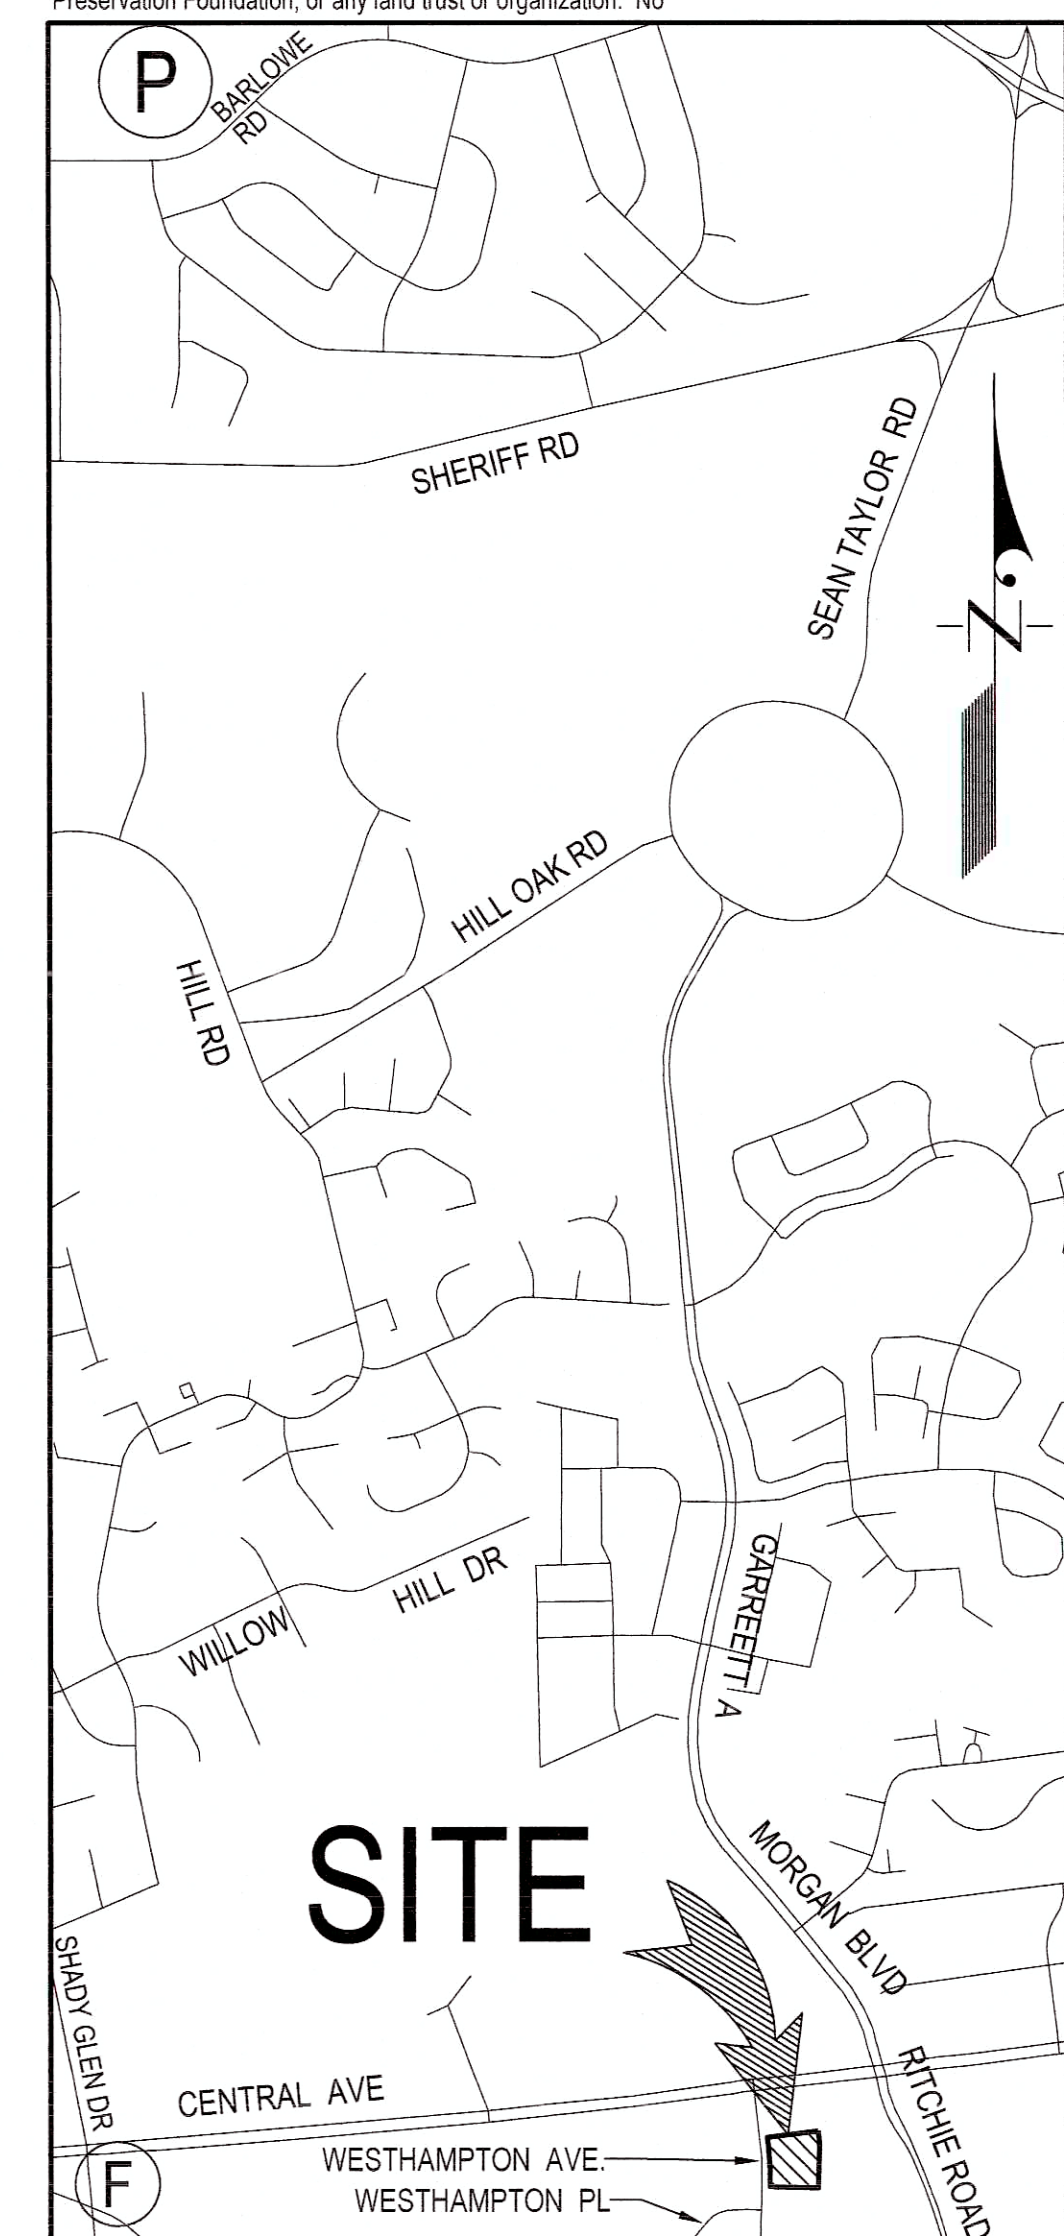 Preservation Foundation, or any land trust or organization. No
P
BARLOWE
RD
SHERIFF RD
SEAN TAYLOR RD
N
HILL OAK RD
HILL RD
GARREETT A
HILL DR
WILLOW
SITE
MORGAN BLVD
SHADY GLEN DR
RITCHIE ROAD
CENTRAL AVE
WESTHAMPTON AVE.
F
WESTHAMPTON PL